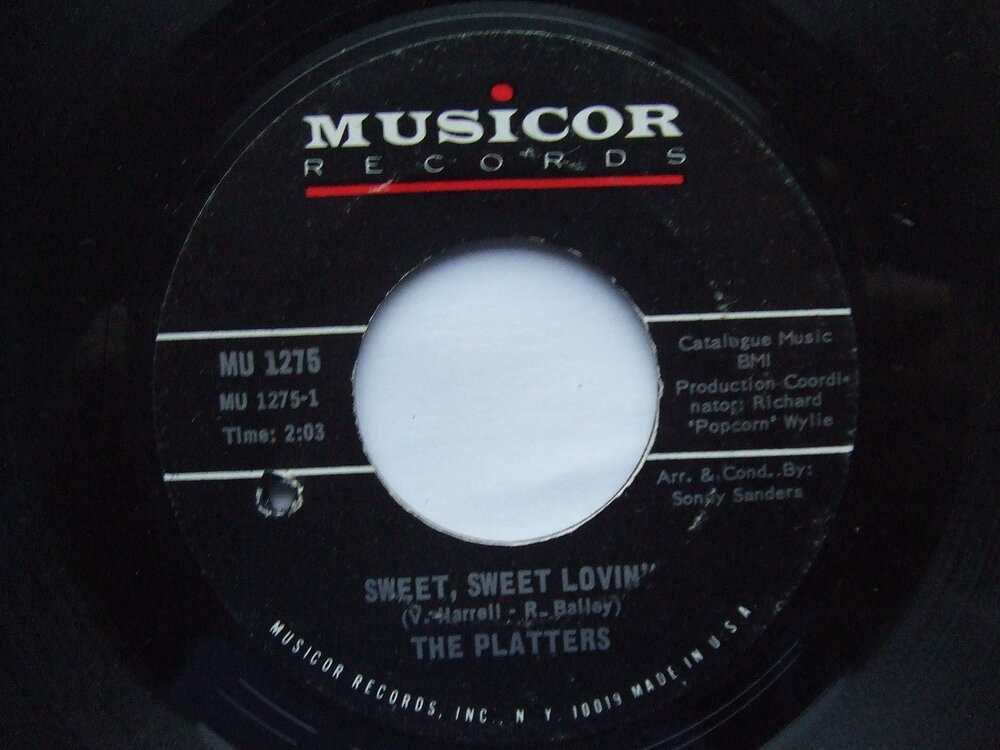 MUSiCOR
RECORDS
MU 1275
MU 1275-1
Time: 2:03
Catalogue Music
BMI
Production Coordi-
nator: Richard
"Popcorn" Wylie
Arr. & Cond. By:
Sonny Sanders
SWEET, SWEET LOVIN'
(V. Harrell - R. Bailey)
THE PLATTERS
MUSICOR RECORDS, INC., N. Y. 10019 MADE IN U S A